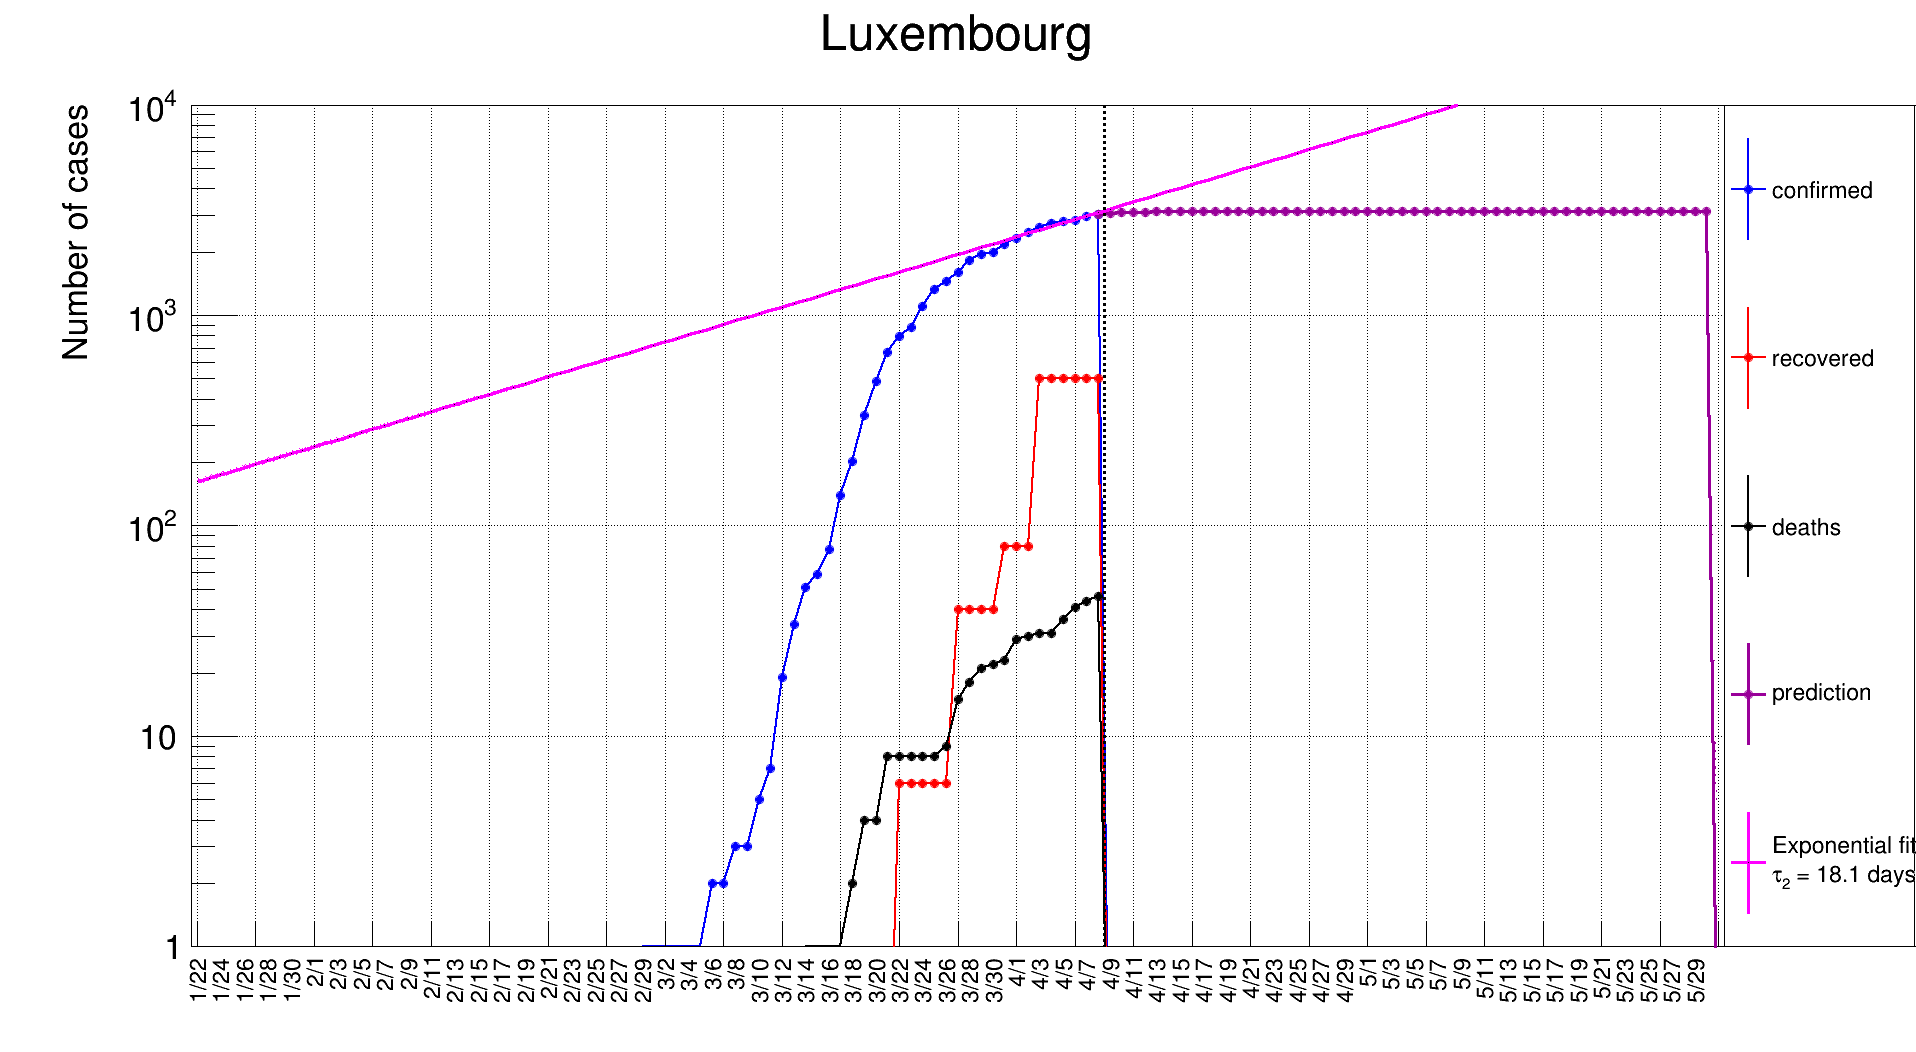 Luxembourg
Number of cases
10^4
10^3
10^2
10
1
1/22 1/24 1/26 1/28 1/30 2/1 2/3 2/5 2/7 2/9 2/11 2/13 2/15 2/17 2/19 2/21 2/23 2/25 2/27 2/29 3/2 3/4 3/6 3/8 3/10 3/12 3/14 3/16 3/18 3/20 3/22 3/24 3/26 3/28 3/30 4/1 4/3 4/5 4/7 4/9 4/11 4/13 4/15 4/17 4/19 4/21 4/23 4/25 4/27 4/29 5/1 5/3 5/5 5/7 5/9 5/11 5/13 5/15 5/17 5/19 5/21 5/23 5/25 5/27 5/29
confirmed
recovered
deaths
prediction
Exponential fit
τ₂ = 18.1 days